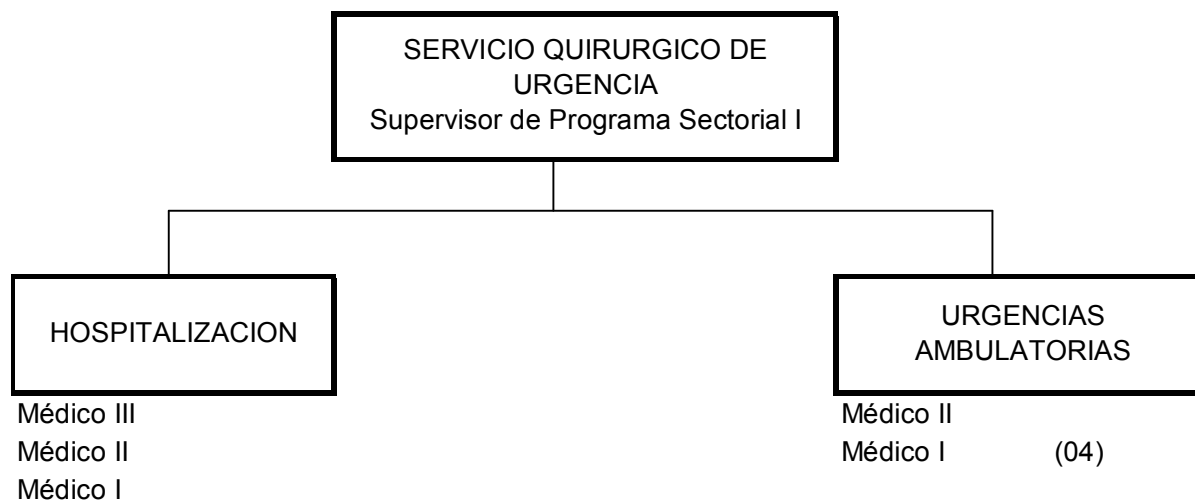 SERVICIO QUIRURGICO DE
URGENCIA
Supervisor de Programa Sectorial I
HOSPITALIZACION
Médico III
Médico II
Médico I
URGENCIAS
AMBULATORIAS
Médico II
Médico I (04)